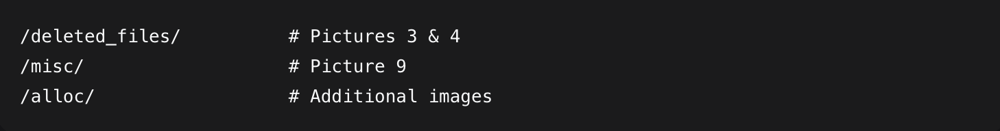 /deleted_files/          # Pictures 3 & 4
/misc/                   # Picture 9
/alloc/                  # Additional images